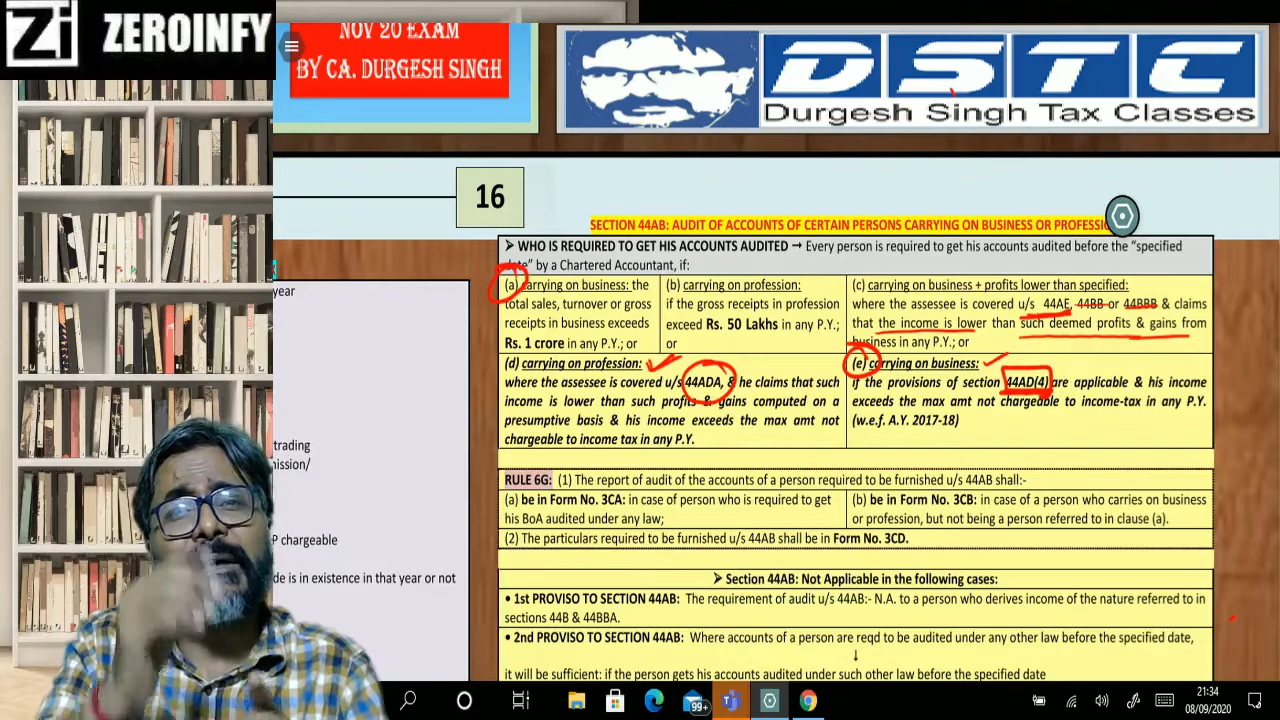 Zi ZEROINFY
NOV 20 EXAM
BY CA. DURGESH SINGH
DSTC
Durgesh Singh Tax Classes
16
SECTION 44AB: AUDIT OF ACCOUNTS OF CERTAIN PERSONS CARRYING ON BUSINESS OR PROFESSI
➢ WHO IS REQUIRED TO GET HIS ACCOUNTS AUDITED → Every person is required to get his accounts audited before the "specified
date" by a Chartered Accountant, if:
(a) carrying on business: the
total sales, turnover or gross
receipts in business exceeds
Rs. 1 crore in any P.Y.; or
(b) carrying on profession:
if the gross receipts in profession
exceed Rs. 50 Lakhs in any P.Y.;
or
(c) carrying on business + profits lower than specified:
where the assessee is covered u/s 44AE, 44BB or 44BBB & claims
that the income is lower than such deemed profits & gains from
business in any P.Y.; or
(d) carrying on profession:
where the assessee is covered u/s 44ADA, & he claims that such
income is lower than such profits & gains computed on a
presumptive basis & his income exceeds the max amt not
chargeable to income tax in any P.Y.
(e) carrying on business:
If the provisions of section 44AD(4) are applicable & his income
exceeds the max amt not chargeable to income-tax in any P.Y.
(w.e.f. A.Y. 2017-18)
RULE 6G: (1) The report of audit of the accounts of a person required to be furnished u/s 44AB shall:-
(a) be in Form No. 3CA: in case of person who is required to get
his BoA audited under any law;
(b) be in Form No. 3CB: in case of a person who carries on business
or profession, but not being a person referred to in clause (a).
(2) The particulars required to be furnished u/s 44AB shall be in Form No. 3CD.
➢ Section 44AB: Not Applicable in the following cases:
• 1ST PROVISO TO SECTION 44AB: The requirement of audit u/s 44AB:- N.A. to a person who derives income of the nature referred to in
sections 44B & 44BBA.
• 2ND PROVISO TO SECTION 44AB: Where accounts of a person are reqd to be audited under any other law before the specified date,
↓
it will be sufficient: if the person gets his accounts audited under such other law before the specified date
year
trading
mission/
P chargeable
de is in existence in that year or not
99+
21:34
08/09/2020